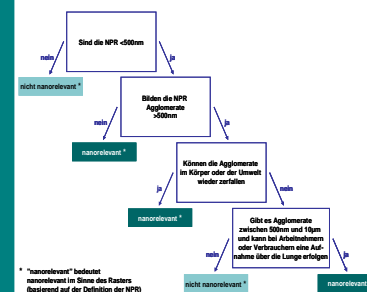 Sind die NPR <500nm
nein
ja
nicht nanorelevant *
Bilden die NPR
Agglomerate
>500nm
nein
ja
nanorelevant *
Können die Agglomerate
im Körper oder der Umwelt
wieder zerfallen
ja
nein
nanorelevant *
Gibt es Agglomerate
zwischen 500nm und 10µm
und kann bei Arbeitnehmern
oder Verbrauchern eine Auf-
nahme über die Lunge erfolgen
nein
ja
* "nanorelevant" bedeutet
nanorelevant im Sinne des Rasters
(basierend auf der Definition der NPR)
nicht nanorelevant *
nanorelevant